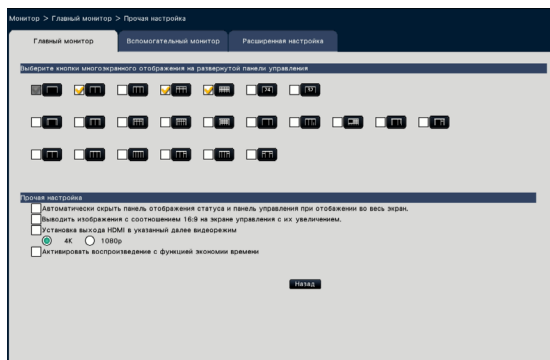 Монитор > Главный монитор > Прочая настройка
Главный монитор
Вспомогательный монитор
Расширенная настройка
Выберите кнопки многоэкранного отображения на развернутой панели управления
Прочая настройка
Автоматически скрыть панель отображения статуса и панель управления при отобажении во весь экран.
Выводить изображения с соотношением 16:9 на экране управления с их увеличением.
Установка выхода HDMI в указанный далее видеорежим
4K 1080p
Активировать воспроизведение с функцией экономии времени
Назад